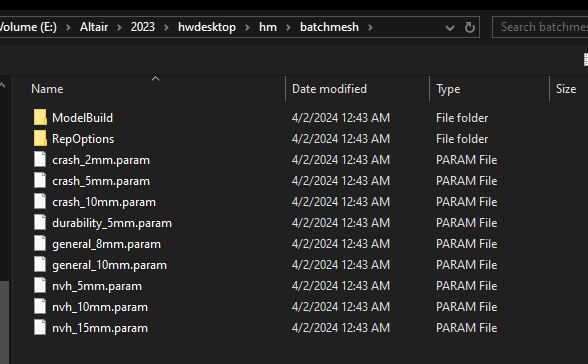 Volume (E:) > Altair > 2023 > hwdesktop > hm > batchmesh > Search batchme
Name Date modified Type Size
ModelBuild 4/2/2024 12:43 AM File folder
RepOptions 4/2/2024 12:43 AM File folder
crash_2mm.param 4/2/2024 12:43 AM PARAM File
crash_5mm.param 4/2/2024 12:43 AM PARAM File
crash_10mm.param 4/2/2024 12:43 AM PARAM File
durability_5mm.param 4/2/2024 12:43 AM PARAM File
general_8mm.param 4/2/2024 12:43 AM PARAM File
general_10mm.param 4/2/2024 12:43 AM PARAM File
nvh_5mm.param 4/2/2024 12:43 AM PARAM File
nvh_10mm.param 4/2/2024 12:43 AM PARAM File
nvh_15mm.param 4/2/2024 12:43 AM PARAM File